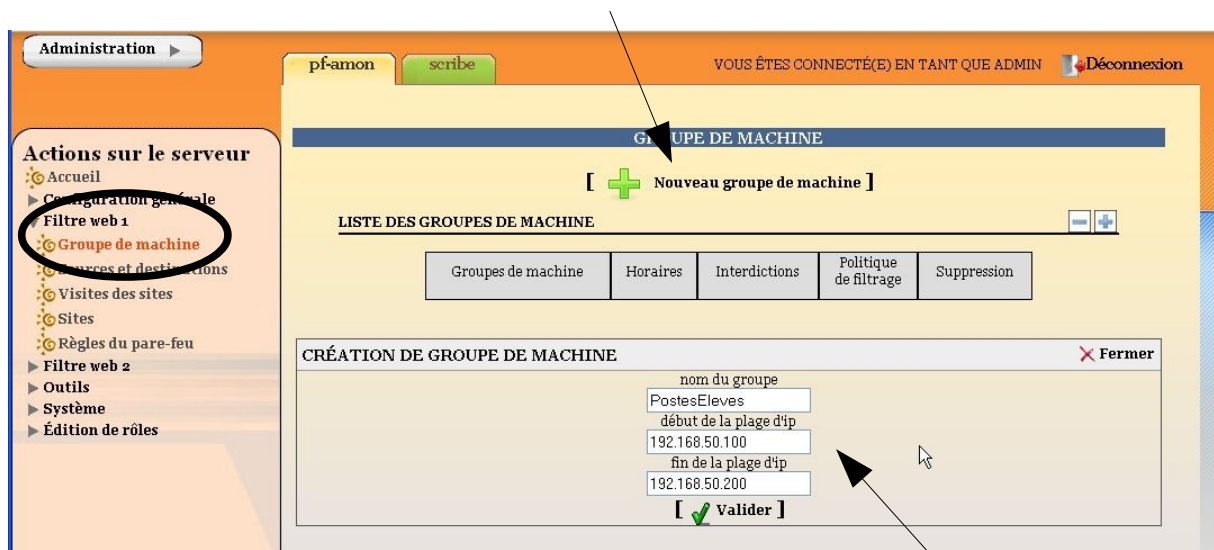 Administration
pf-amon
scribe
VOUS ÊTES CONNECTÉ(E) EN TANT QUE ADMIN
Déconnexion
Actions sur le serveur
Accueil
Configuration générale
Filtre web 1
Groupe de machine
Sources et destinations
Visites des sites
Sites
Règles du pare-feu
Filtre web 2
Outils
Système
Édition de rôles
GROUPE DE MACHINE
[ Nouveau groupe de machine ]
LISTE DES GROUPES DE MACHINE
Groupes de machine
Horaires
Interdictions
Politique
de filtrage
Suppression
CRÉATION DE GROUPE DE MACHINE
Fermer
nom du groupe
PostesEleves
début de la plage d'ip
192.168.50.100
fin de la plage d'ip
192.168.50.200
[ Valider ]